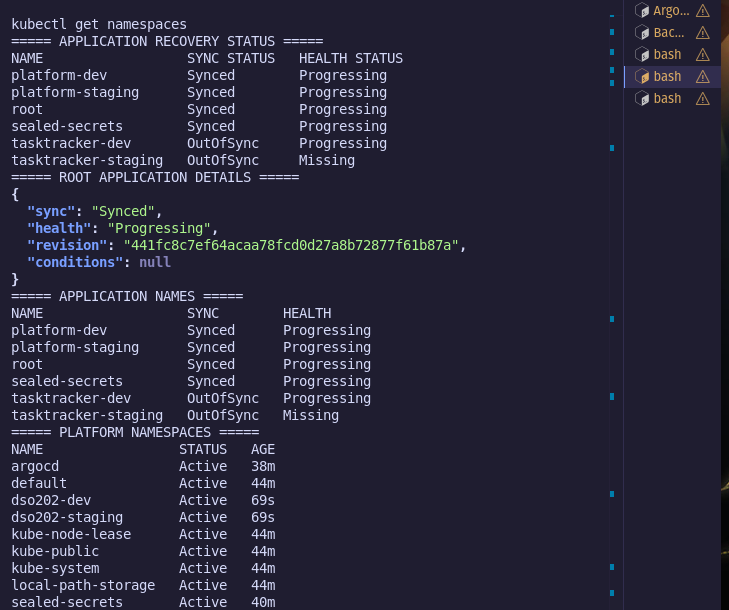 kubectl get namespaces
===== APPLICATION RECOVERY STATUS =====
NAME                  SYNC STATUS   HEALTH STATUS
platform-dev          Synced        Progressing
platform-staging      Synced        Progressing
root                  Synced        Progressing
sealed-secrets        Synced        Progressing
tasktracker-dev       OutOfSync     Progressing
tasktracker-staging   OutOfSync     Missing
===== ROOT APPLICATION DETAILS =====
{
  "sync": "Synced",
  "health": "Progressing",
  "revision": "441fc8c7ef64acaa78fcd0d27a8b72877f61b87a",
  "conditions": null
}
===== APPLICATION NAMES =====
NAME                  SYNC        HEALTH
platform-dev          Synced      Progressing
platform-staging      Synced      Progressing
root                  Synced      Progressing
sealed-secrets        Synced      Progressing
tasktracker-dev       OutOfSync   Progressing
tasktracker-staging   OutOfSync   Missing
===== PLATFORM NAMESPACES =====
NAME                 STATUS   AGE
argocd               Active   38m
default              Active   44m
dso202-dev           Active   69s
dso202-staging       Active   69s
kube-node-lease      Active   44m
kube-public          Active   44m
kube-system          Active   44m
local-path-storage   Active   44m
sealed-secrets       Active   40m
Argo...
Bac...
bash
bash
bash